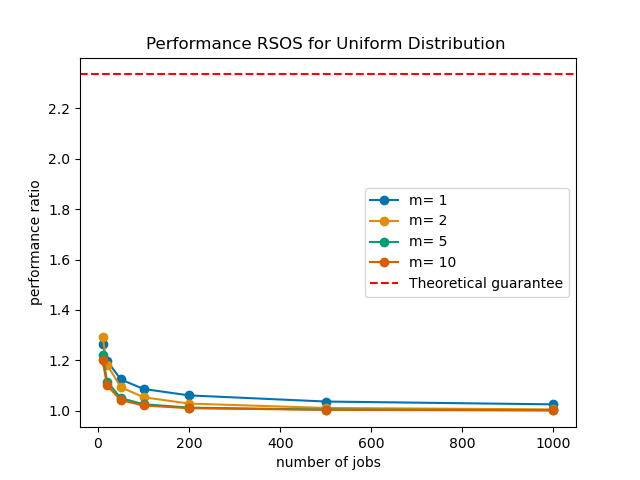 Performance RSOS for Uniform Distribution
performance ratio
2.2
2.0
1.8
1.6
1.4
1.2
1.0
m= 1
m= 2
m= 5
m= 10
Theoretical guarantee
0 200 400 600 800 1000
number of jobs